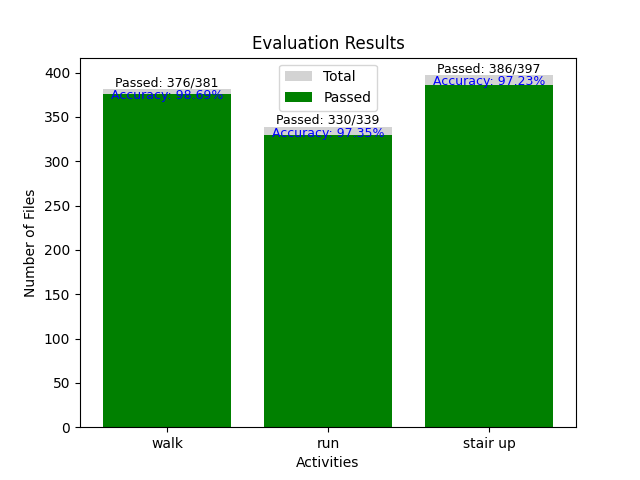 Evaluation Results
Number of Files
400
350
300
250
200
150
100
50
0
Total
Passed
Passed: 376/381
Accuracy: 98.69%
Passed: 330/339
Accuracy: 97.35%
Passed: 386/397
Accuracy: 97.23%
walk
run
stair up
Activities